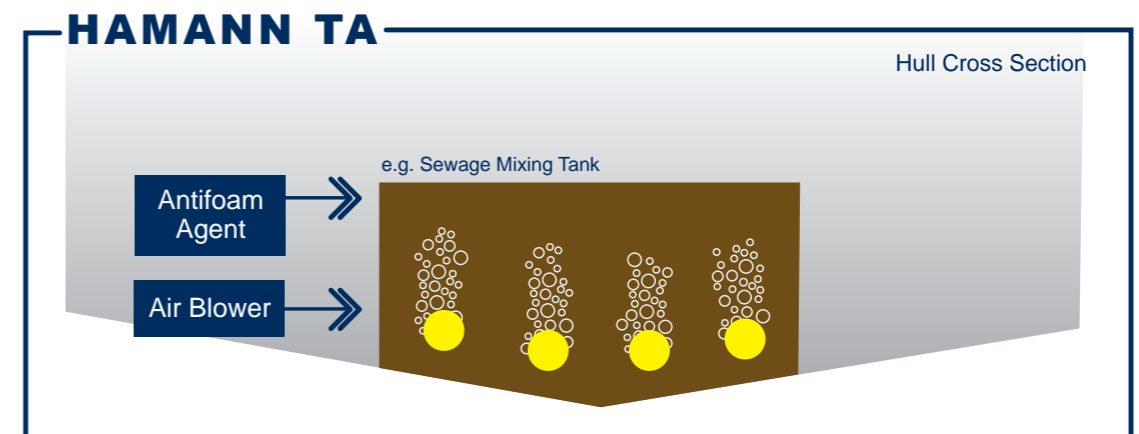 HAMANN TA
Hull Cross Section
e.g. Sewage Mixing Tank
Antifoam
Agent
Air Blower